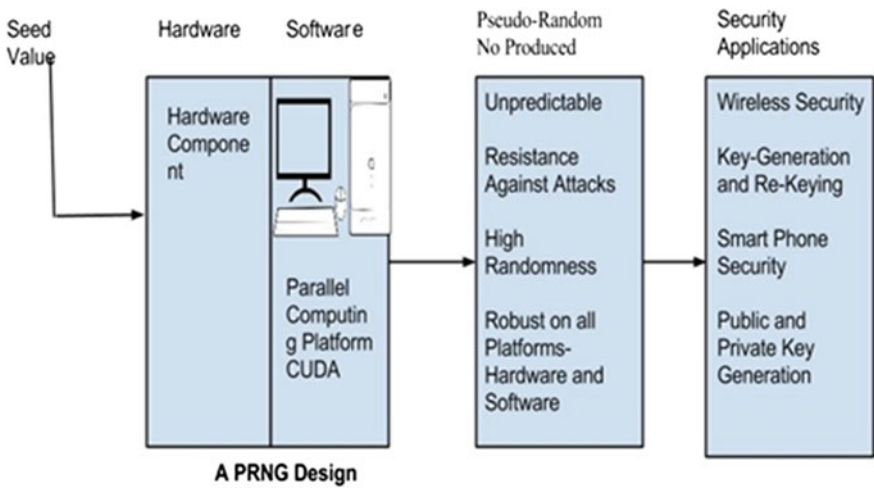 Seed
Value
Hardware
Software
Pseudo-Random
No Produced
Security
Applications
Hardware
Compone
nt
Parallel
Computin
g Platform
CUDA
Unpredictable
Resistance
Against Attacks
High
Randomness
Robust on all
Platforms-
Hardware and
Software
Wireless Security
Key-Generation
and Re-Keying
Smart Phone
Security
Public and
Private Key
Generation
A PRNG Design